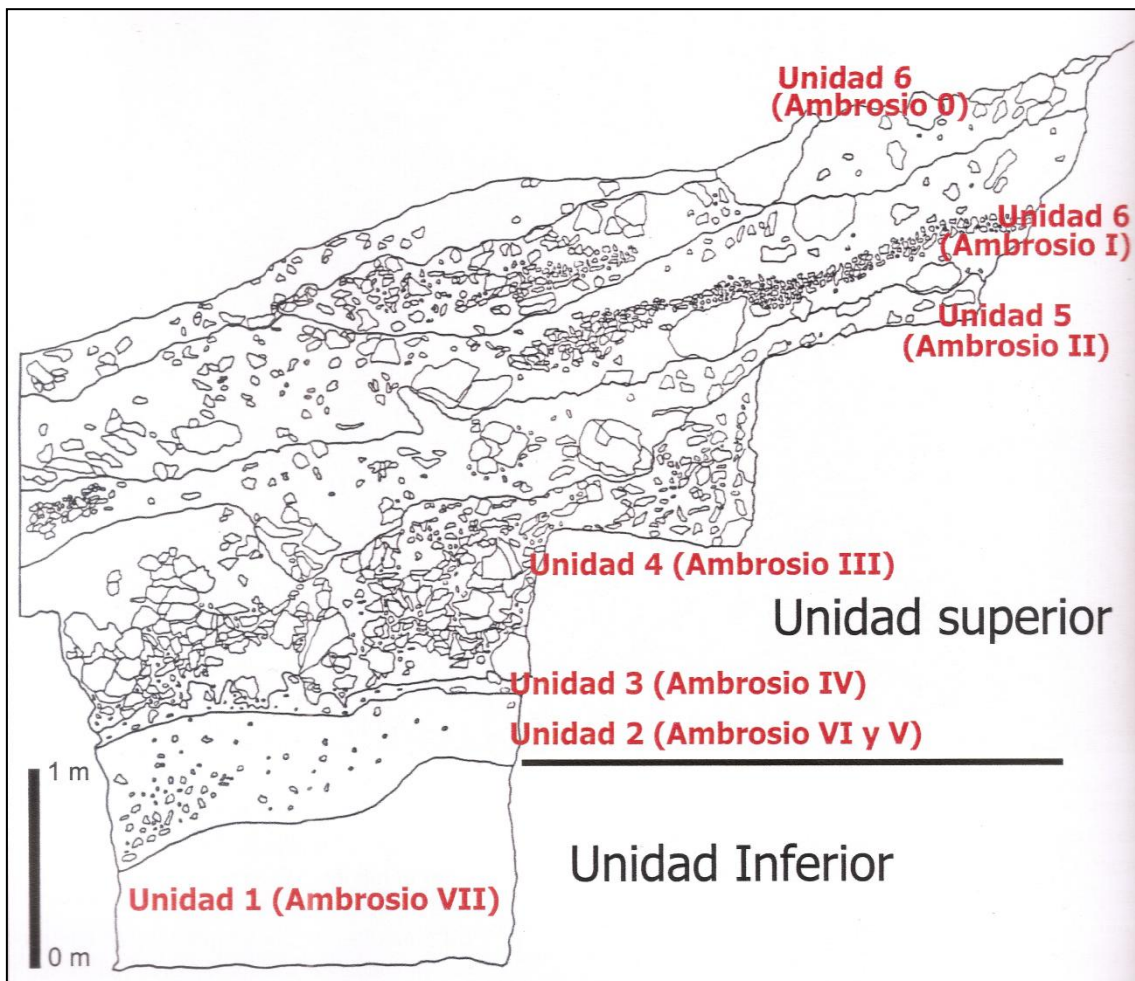 Unidad 6
(Ambrosio 0)
Unidad 6
(Ambrosio I)
Unidad 5
(Ambrosio II)
Unidad 4 (Ambrosio III)
Unidad superior
Unidad 3 (Ambrosio IV)
Unidad 2 (Ambrosio VI y V)
1 m
Unidad Inferior
Unidad 1 (Ambrosio VII)
0 m